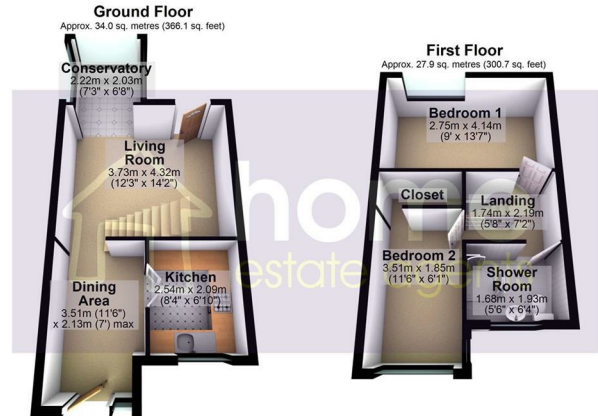 Ground Floor
Approx. 34.0 sq. metres (366.1 sq. feet)
Conservatory
2.22m x 2.03m
(7'3" x 6'8")
Living
Room
3.73m x 4.32m
(12'3" x 14'2")
Dining
Area
3.51m (11'6")
x 2.13m (7') max
Kitchen
2.54m x 2.09m
(8'4" x 6'10")
First Floor
Approx. 27.9 sq. metres (300.7 sq. feet)
Bedroom 1
2.75m x 4.14m
(9' x 13'7")
Closet
Landing
1.74m x 2.19m
(5'8" x 7'2")
Bedroom 2
3.51m x 1.85m
(11'6" x 6'1")
Shower
Room
1.68m x 1.93m
(5'6" x 6'4")
home
estate agents